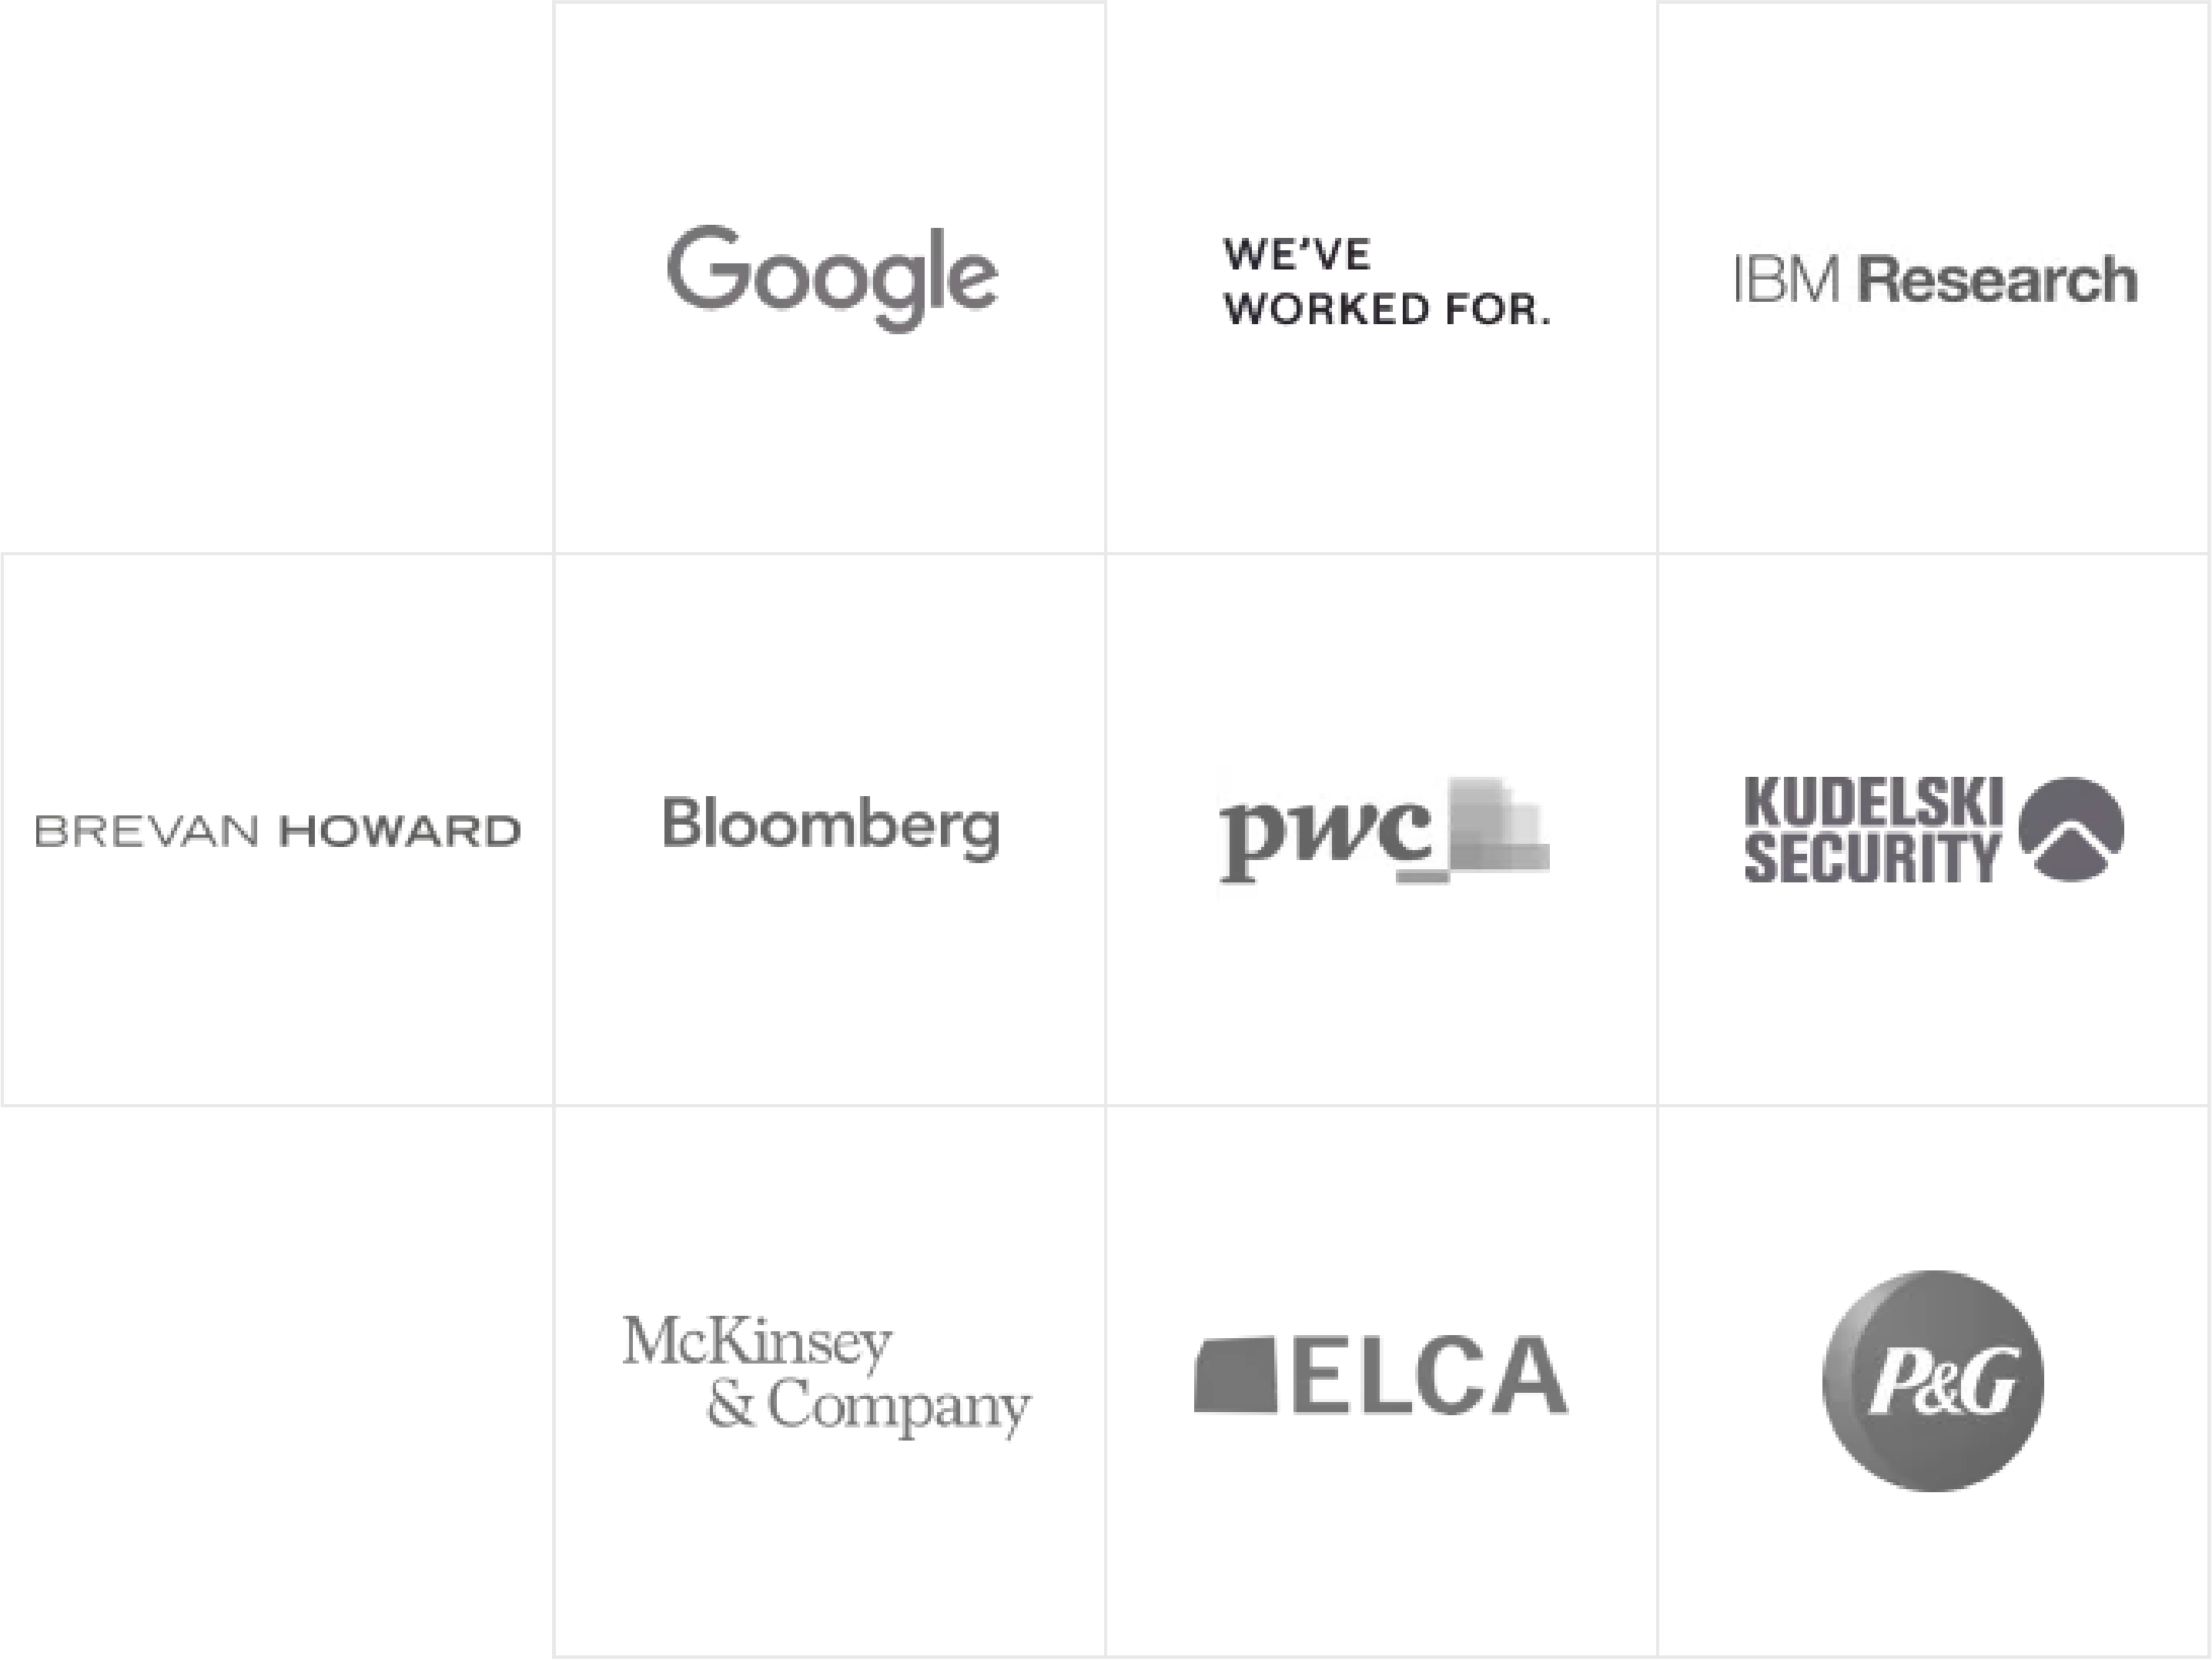 Google
WE'VE
WORKED FOR.
IBM Research
BREVAN HOWARD
Bloomberg
pwc
KUDELSKI
SECURITY
McKinsey
& Company
ELCA
P&G